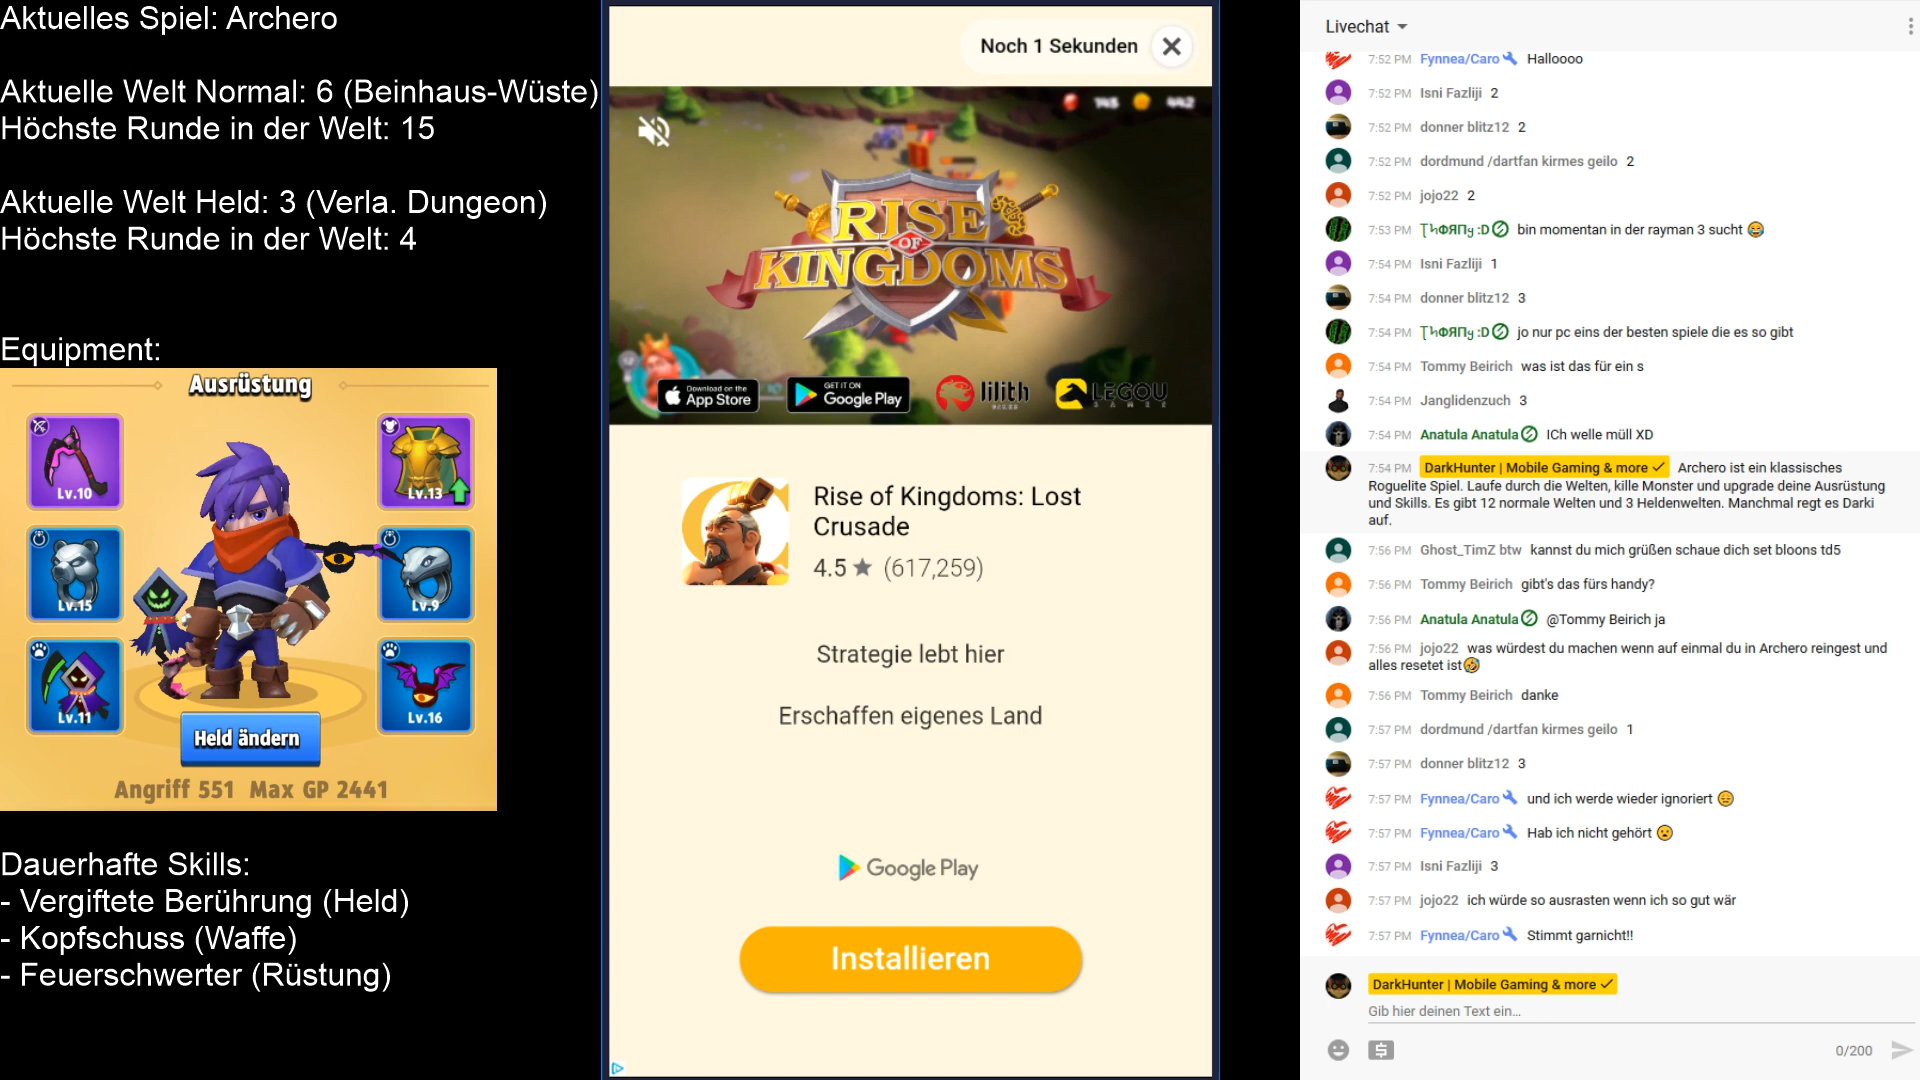 Aktuelles Spiel: Archero
Aktuelle Welt Normal: 6 (Beinhaus-Wüste)
Höchste Runde in der Welt: 15
Aktuelle Welt Held: 3 (Verla. Dungeon)
Höchste Runde in der Welt: 4
Equipment:
Ausrüstung
Lv.10
Lv.13
Lv.15
Lv.9
Lv.11
Lv.16
Held ändern
Angriff 551 Max GP 2441
Dauerhafte Skills:
- Vergiftete Berührung (Held)
- Kopfschuss (Waffe)
- Feuerschwerter (Rüstung)
Noch 1 Sekunden
RISE
OF
KINGDOMS
Download on the
App Store
GET IT ON
Google Play
lilith
GAMES
LEGOU
GAMES
Rise of Kingdoms: Lost
Crusade
4.5 ★ (617,259)
Strategie lebt hier
Erschaffen eigenes Land
Google Play
Installieren
Livechat
7:52 PM Fynnea/Caro Halloooo
7:52 PM Isni Fazliji 2
7:52 PM donner blitz12 2
7:52 PM dordmund /dartfan kirmes geilo 2
7:52 PM jojo22 2
7:53 PM :D bin momentan in der rayman 3 sucht 😂
7:54 PM Isni Fazliji 1
7:54 PM donner blitz12 3
7:54 PM :D jo nur pc eins der besten spiele die es so gibt
7:54 PM Tommy Beirich was ist das für ein s
7:54 PM Janglidenzuch 3
7:54 PM Anatula Anatula ICh welle müll XD
7:54 PM DarkHunter | Mobile Gaming & more ✓ Archero ist ein klassisches
Roguelite Spiel. Laufe durch die Welten, kille Monster und upgrade deine Ausrüstung
und Skills. Es gibt 12 normale Welten und 3 Heldenwelten. Manchmal regt es Darki
auf.
7:56 PM Ghost_TimZ btw kannst du mich grüßen schaue dich set bloons td5
7:56 PM Tommy Beirich gibt's das fürs handy?
7:56 PM Anatula Anatula @Tommy Beirich ja
7:56 PM jojo22 was würdest du machen wenn auf einmal du in Archero reingest und
alles resetet ist🤣
7:56 PM Tommy Beirich danke
7:57 PM dordmund /dartfan kirmes geilo 1
7:57 PM donner blitz12 3
7:57 PM Fynnea/Caro und ich werde wieder ignoriert 😔
7:57 PM Fynnea/Caro Hab ich nicht gehört 😦
7:57 PM Isni Fazliji 3
7:57 PM jojo22 ich würde so ausrasten wenn ich so gut wär
7:57 PM Fynnea/Caro Stimmt garnicht!!
DarkHunter | Mobile Gaming & more ✓
Gib hier deinen Text ein...
0/200